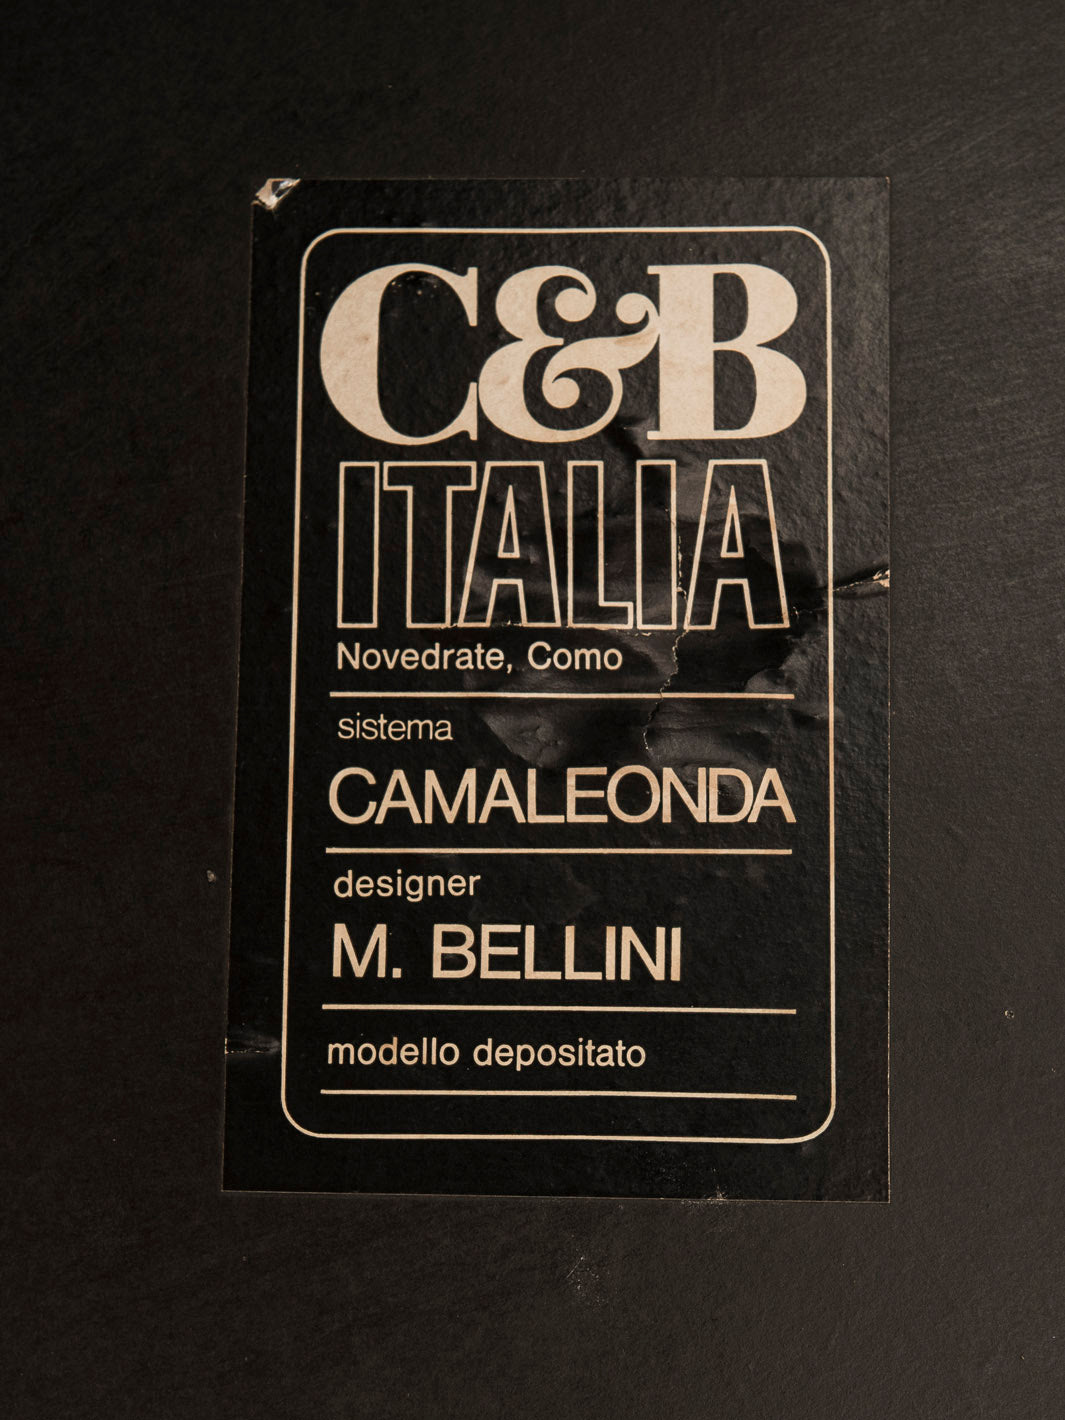 C&B
ITALIA
Novedrate, Como
sistema
CAMALEONDA
designer
M. BELLINI
modello depositato